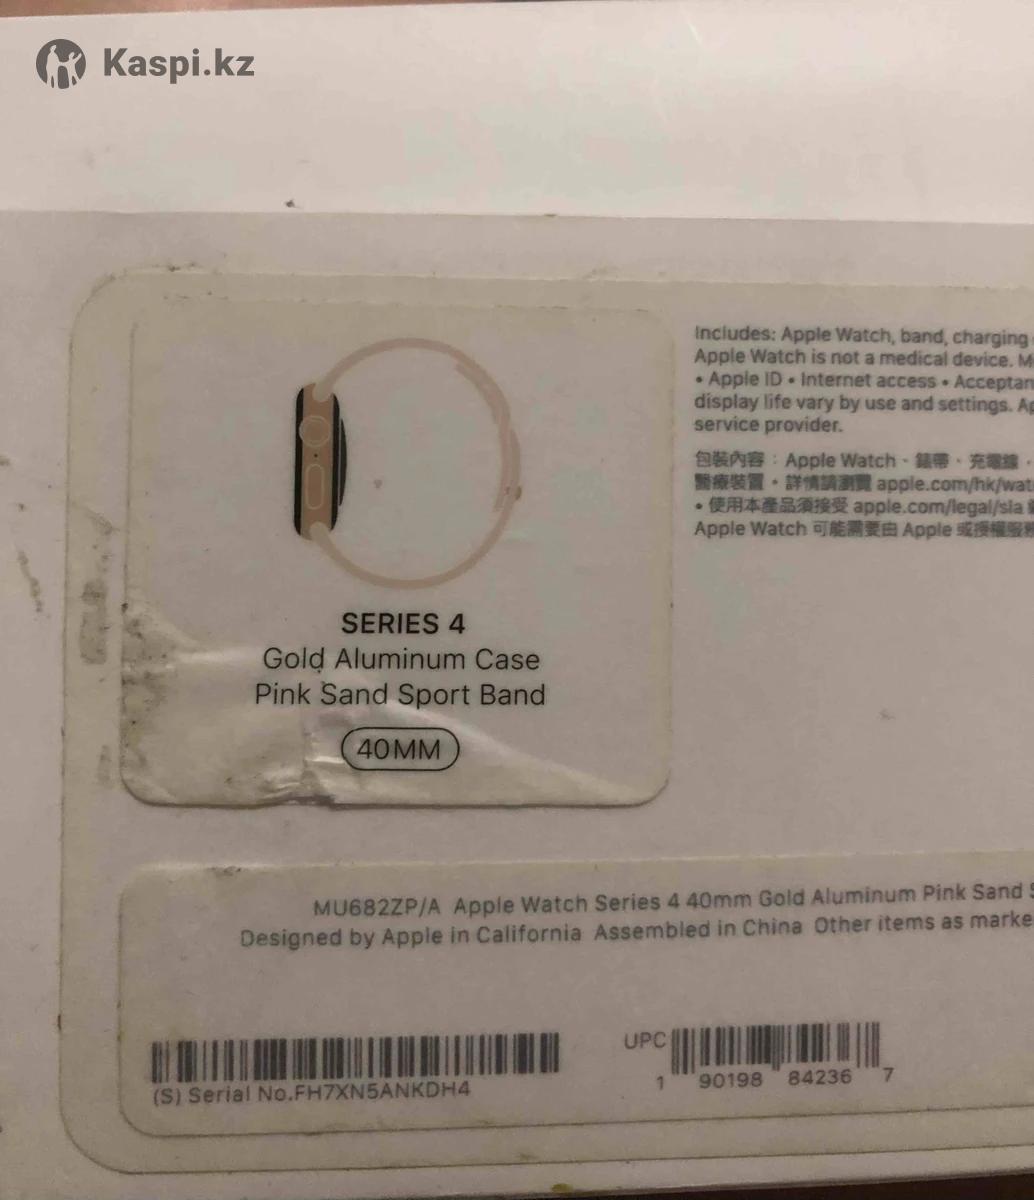 Kaspi.kz
Includes: Apple Watch, band, charging
Apple Watch is not a medical device.
• Apple ID • Internet access •
display life vary by use and settings.
service provider.
包裝內容：Apple Watch、錶帶、充電線、
醫療裝置。詳情請瀏覽 apple.com/hk/
• 使用本產品須接受 apple.com/legal/sla
Apple Watch 可能需要由 Apple 或授權服務
SERIES 4
Gold Aluminum Case
Pink Sand Sport Band
40MM
MU682ZP/A Apple Watch Series 4 40mm Gold Aluminum Pink Sand
Designed by Apple in California Assembled in China Other items as
(S) Serial No.FH7XN5ANKDH4
UPC
1 90198 84236 7